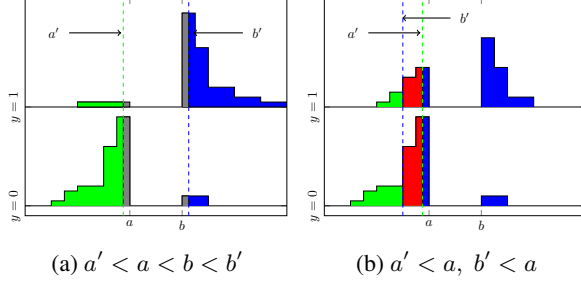 b′
a′
b′
a′
y = 1
y = 1
y = 0
y = 0
a
b
a
b
(a) a′ < a < b < b′
(b) a′ < a, b′ < a